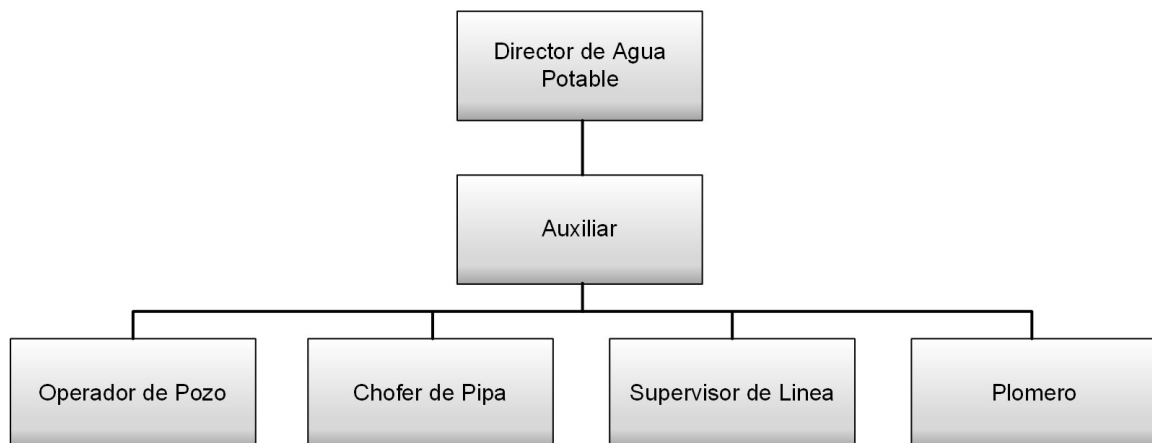 Director de Agua
Potable
Auxiliar
Operador de Pozo
Chofer de Pipa
Supervisor de Linea
Plomero